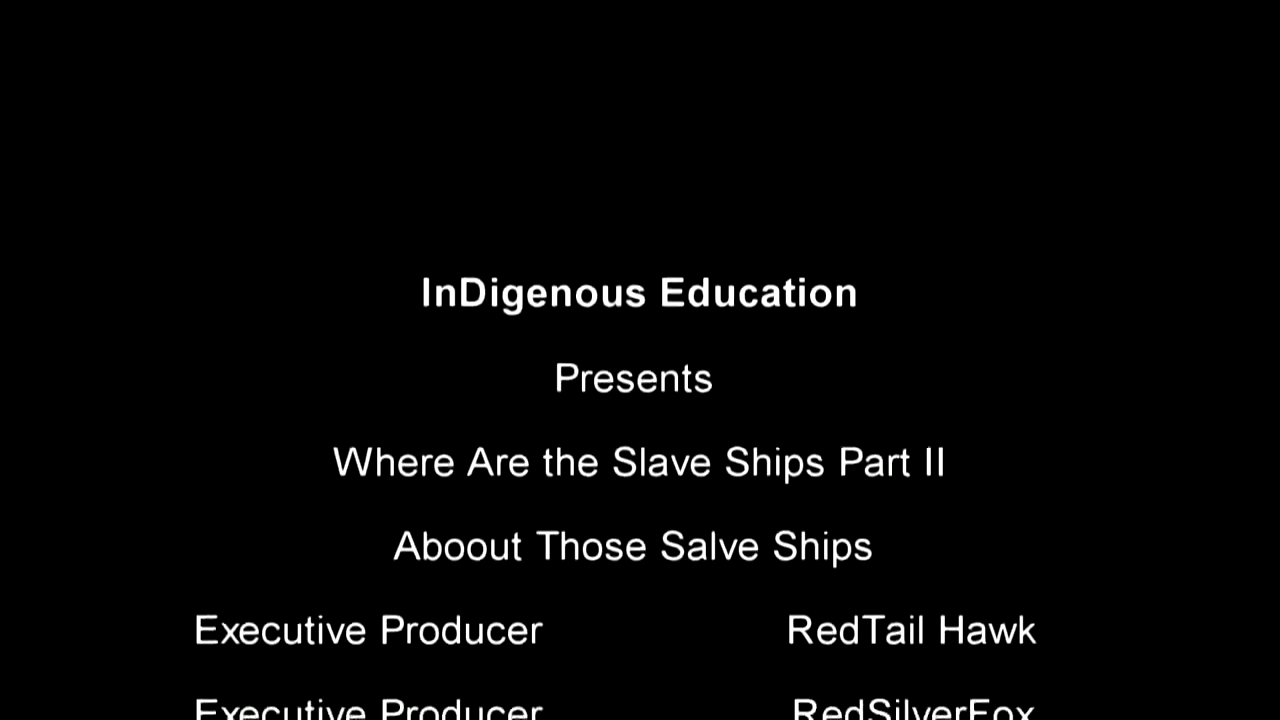 InDigenous Education
Presents
Where Are the Slave Ships Part II
Aboout Those Salve Ships
Executive Producer RedTail Hawk
Executive Producer RedSilverFox